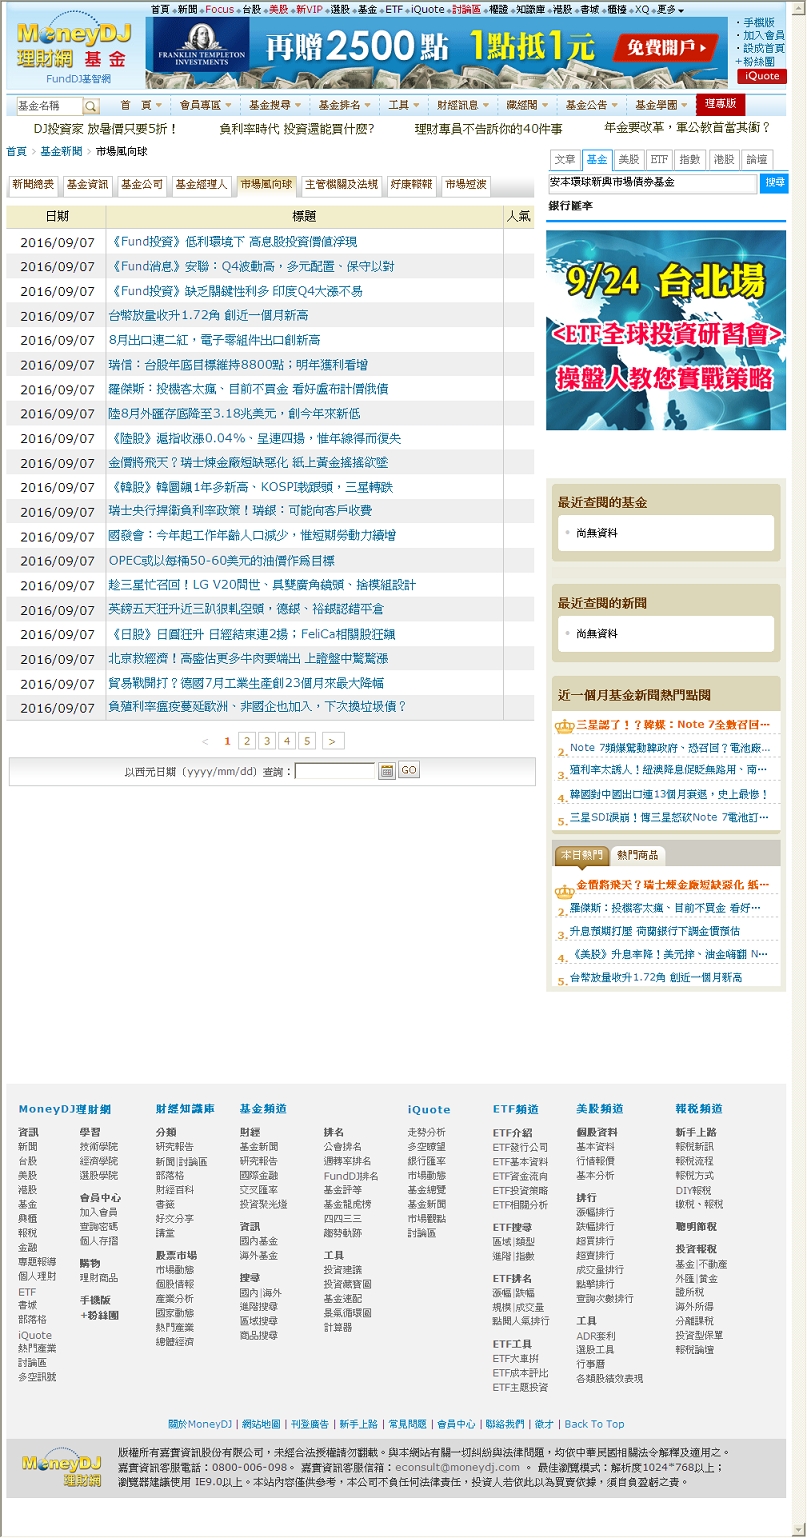 首頁 新聞 Focus 台股 美股 新VIP 選股 基金 ETF iQuote 討論區 權證 知識庫 港股 書城 櫃檯 XQ 更多
MoneyDJ
理財網 基金
FundDJ基智網
FRANKLIN TEMPLETON
INVESTMENTS
再贈2500點 1點抵1元
免費開戶
手機版
加入會員
設成首頁
+粉絲團
iQuote
基金名稱
首 頁 會員專區 基金搜尋 基金排名 工具 財經訊息 藏經閣 基金公告 基金學園 理專版
DJ投資家 放暑價只要5折！ 負利率時代 投資還能買什麼? 理財專員不告訴你的40件事 年金要改革，軍公教首當其衝？
首頁 > 基金新聞 > 市場風向球
新聞總表 基金資訊 基金公司 基金經理人 市場風向球 主管機關及法規 好康報報 市場短波
日期 標題 人氣
2016/09/07 《Fund投資》低利環境下 高息股投資價值浮現
2016/09/07 《Fund消息》安聯：Q4波動高，多元配置、保守以對
2016/09/07 《Fund投資》缺乏關鍵性利多 印度Q4大漲不易
2016/09/07 台幣放量收升1.72角 創近一個月新高
2016/09/07 8月出口連二紅，電子零組件出口創新高
2016/09/07 瑞信：台股年底目標維持8800點；明年獲利看增
2016/09/07 羅傑斯：投機客太瘋、目前不買金 看好盧布計價俄債
2016/09/07 陸8月外匯存底降至3.18兆美元，創今年來新低
2016/09/07 《陸股》滬指收漲0.04%、呈連四揚，惟年線得而復失
2016/09/07 金價將飛天？瑞士煉金廠短缺惡化 紙上黃金搖搖欲墜
2016/09/07 《韓股》韓圜飆1年多新高、KOSPI栽跟頭，三星轉跌
2016/09/07 瑞士央行捍衛負利率政策！瑞銀：可能向客戶收費
2016/09/07 國發會：今年起工作年齡人口減少，惟短期勞動力續增
2016/09/07 OPEC或以每桶50-60美元的油價作為目標
2016/09/07 趁三星忙召回！LG V20問世、具雙廣角鏡頭、捨模組設計
2016/09/07 英鎊五天狂升近三趴狠軋空頭，德銀、裕銀認錯平倉
2016/09/07 《日股》日圓狂升 日經結束連2揚；FeliCa相關股狂飆
2016/09/07 北京救經濟！高盛估更多牛肉要端出 上證盤中驚驚漲
2016/09/07 貿易戰開打？德國7月工業生產創23個月來最大降幅
2016/09/07 負殖利率瘟疫蔓延歐洲、非國企也加入，下次換垃圾債？
< 1 2 3 4 5 >
以西元日期 (yyyy/mm/dd) 查詢： GO
文章 基金 美股 ETF 指數 港股 論壇
安本環球新興市場債券基金 搜尋
銀行匯率
9/24 台北場
<ETF全球投資研習會>
操盤人教您實戰策略
最近查閱的基金
尚無資料
最近查閱的新聞
尚無資料
近一個月基金新聞熱門點閱
三星認了！？韓媒：Note 7全數召回…
2. Note 7頻爆驚動韓政府、恐召回？電池廠…
3. 殖利率太誘人！紐澳降息促貶無路用、南…
4. 韓國對中國出口連13個月衰退，史上最慘！
5. 三星SDI淚崩！傳三星怒砍Note 7電池訂…
本日熱門 熱門商品
金價將飛天？瑞士煉金廠短缺惡化 紙…
2. 羅傑斯：投機客太瘋、目前不買金 看好…
3. 升息預期打壓 荷蘭銀行下調金價預估
4. 《美股》升息率降！美元摔、油金嗨翻 N…
5. 台幣放量收升1.72角 創近一個月新高
MoneyDJ理財網
資訊
新聞
台股
美股
港股
基金
興櫃
報稅
金融
專題報導
個人理財
ETF
書城
部落格
iQuote
熱門產業
討論區
多空訊號
學習
技術學院
經濟學院
選股學院
會員中心
加入會員
查詢密碼
個人存摺
購物
理財商品
手機版
+粉絲團
財經知識庫
分類
研究報告
新聞|討論區
部落格
財經百科
書籤
好文分享
講堂
股票市場
市場動態
個股情報
產業分析
國家動態
熱門產業
總體經濟
基金頻道
財經
基金新聞
研究報告
國際金融
交叉匯率
投資聚光燈
資訊
國內基金
海外基金
搜尋
國內|海外
進階搜尋
區域搜尋
商品搜尋
排名
公會排名
週轉率排名
FundDJ排名
基金評等
基金龍虎榜
四四三三
趨勢軌跡
工具
投資建議
投資藏寶圖
基金速配
景氣循環圖
計算器
iQuote
走勢分析
多空瞭望
銀行匯率
市場動態
基金總覽
基金新聞
市場觀點
討論區
ETF頻道
ETF介紹
ETF發行公司
ETF基本資料
ETF資金流向
ETF投資策略
ETF相關分析
ETF搜尋
區域|類型
進階|指數
ETF排名
漲幅|跌幅
規模|成交量
點閱人氣排行
ETF工具
ETF大車拚
ETF成本評比
ETF主題投資
美股頻道
個股資料
基本資料
行情報價
基本分析
排行
漲幅排行
跌幅排行
超買排行
超賣排行
成交量排行
點擊排行
查詢次數排行
工具
ADR套利
選股工具
行事曆
各類股績效表現
報稅頻道
新手上路
報稅新訊
報稅流程
報稅方式
DIY報稅
繳稅、報稅
聰明節稅
投資報稅
基金|不動產
外匯|黃金
證所稅
海外所得
分離課稅
投資型保單
報稅論壇
關於MoneyDJ | 網站地圖 | 刊登廣告 | 新手上路 | 常見問題 | 會員中心 | 聯絡我們 | 徵才 | Back To Top
MoneyDJ
理財網
版權所有嘉實資訊股份有限公司，未經合法授權請勿翻載。與本網站有關一切糾紛與法律問題，均依中華民國相關法令解釋及適用之。
嘉實資訊客服電話：0800-006-098。 嘉實資訊客服信箱：econsult@moneydj.com 。 最佳瀏覽模式：解析度1024*768以上；
瀏覽器建議使用 IE9.0以上。本站內容僅供參考，本公司不負任何法律責任，投資人若依此以為買賣依據，須自負盈虧之責。